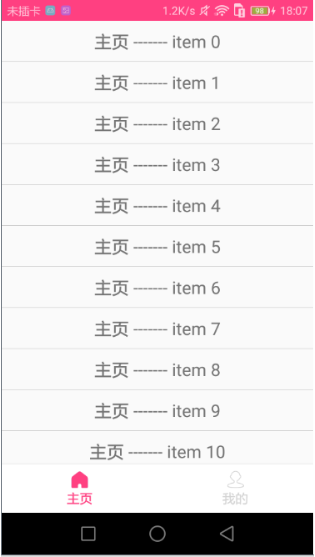 未插卡 1.2K/s 98 18:07
主页 ------- item 0
主页 ------- item 1
主页 ------- item 2
主页 ------- item 3
主页 ------- item 4
主页 ------- item 5
主页 ------- item 6
主页 ------- item 7
主页 ------- item 8
主页 ------- item 9
主页 ------- item 10
主页 我的